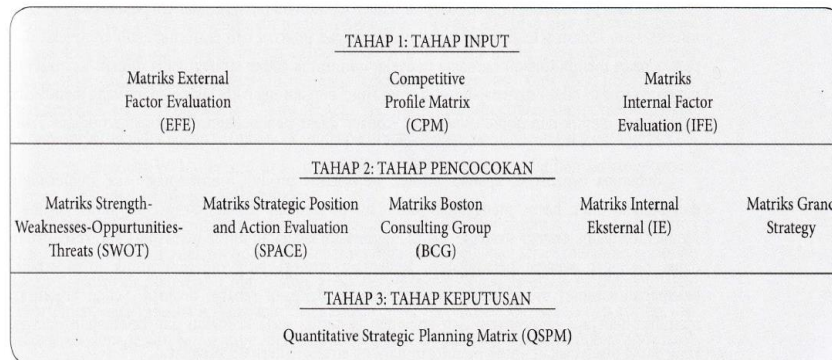 TAHAP 1: TAHAP INPUT
Matriks External
Factor Evaluation
(EFE)
Competitive
Profile Matrix
(CPM)
Matriks
Internal Factor
Evaluation (IFE)
TAHAP 2: TAHAP PENCOCOKAN
Matriks Strength-
Weaknesses-Oppurtunities-
Threats (SWOT)
Matriks Strategic Position
and Action Evaluation
(SPACE)
Matriks Boston
Consulting Group
(BCG)
Matriks Internal
Eksternal (IE)
Matriks Grand
Strategy
TAHAP 3: TAHAP KEPUTUSAN
Quantitative Strategic Planning Matrix (QSPM)